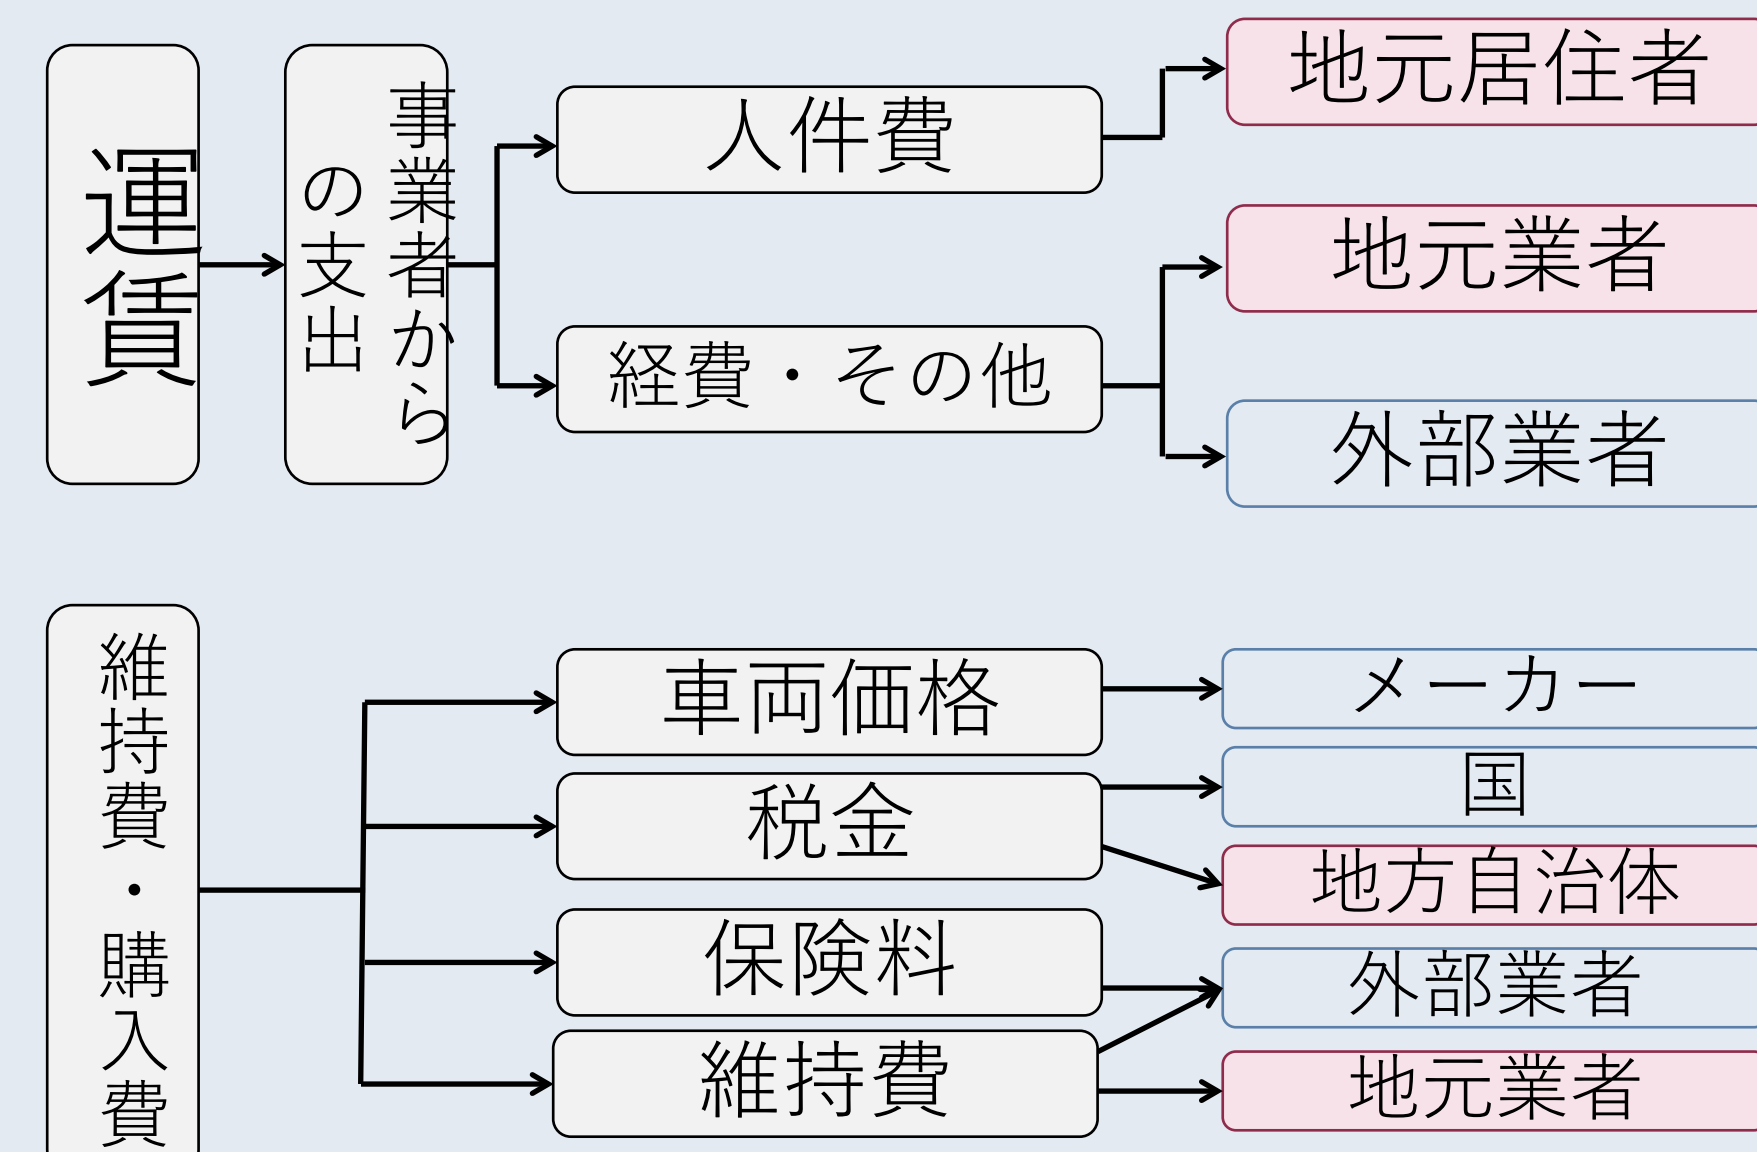 運賃
事業者から
の支出
人件費
経費・その他
地元居住者
地元業者
外部業者
維持費・購入費
車両価格
税金
保険料
維持費
メーカー
国
地方自治体
外部業者
地元業者